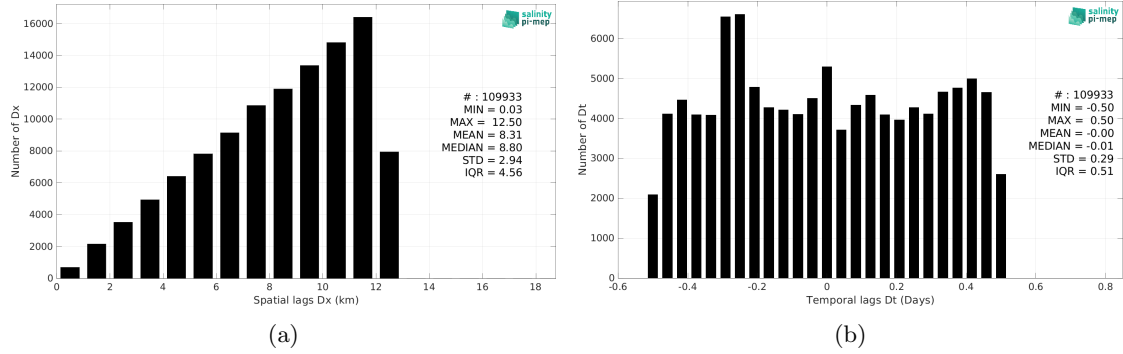 salinity
pi-mep
16000
14000
12000
10000
8000
6000
4000
2000
0
Number of Dx
# : 109933
MIN = 0.03
MAX = 12.50
MEAN = 8.31
MEDIAN = 8.80
STD = 2.94
IQR = 4.56
0 2 4 6 8 10 12 14 16 18
Spatial lags Dx (km)
(a)
salinity
pi-mep
6000
5000
4000
3000
2000
1000
0
Number of Dt
# : 109933
MIN = -0.50
MAX = 0.50
MEAN = -0.00
MEDIAN = -0.01
STD = 0.29
IQR = 0.51
-0.6 -0.4 -0.2 0 0.2 0.4 0.6 0.8
Temporal lags Dt (Days)
(b)